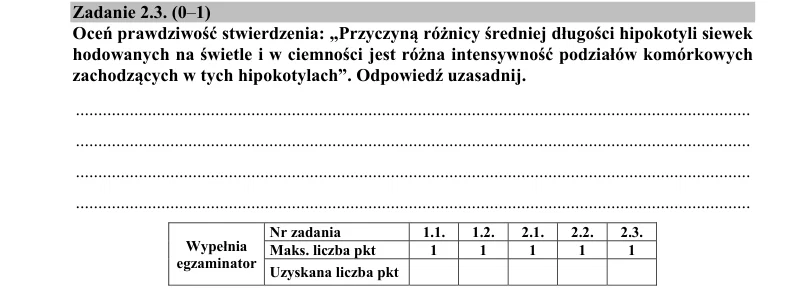 Zadanie 2.3. (0–1)
Oceń prawdziwość stwierdzenia: „Przyczyną różnicy średniej długości hipokotyli siewek
hodowanych na świetle i w ciemności jest różna intensywność podziałów komórkowych
zachodzących w tych hipokotylach”. Odpowiedź uzasadnij.
Wypełnia egzaminator
Nr zadania 1.1. 1.2. 2.1. 2.2. 2.3.
Maks. liczba pkt 1 1 1 1 1
Uzyskana liczba pkt